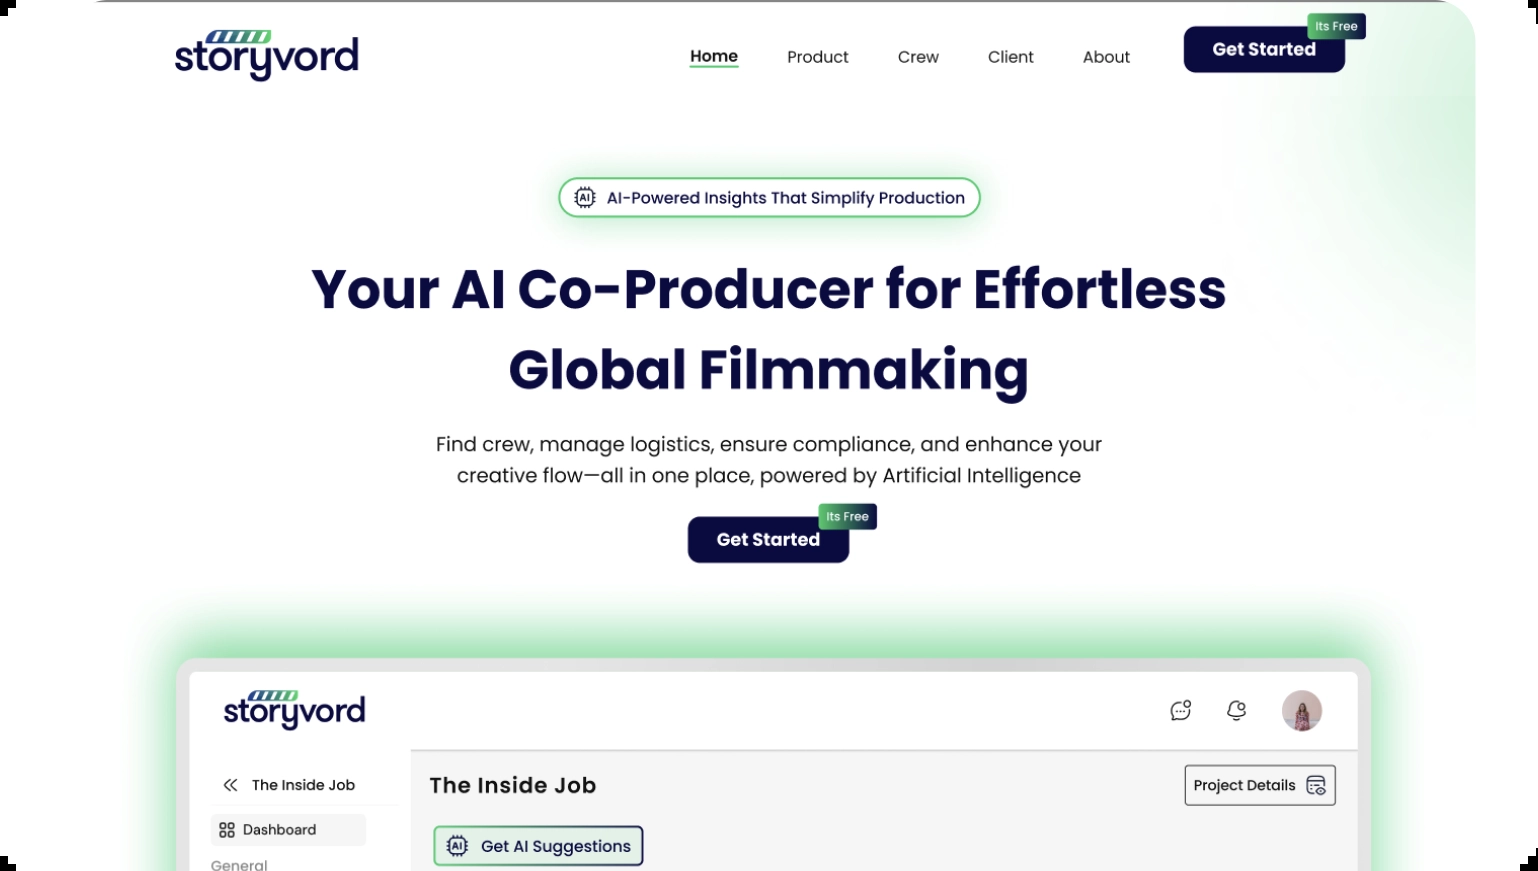 storyvord
Home
Product
Crew
Client
About
Get Started
Its Free
AI
AI-Powered Insights That Simplify Production
Your AI Co-Producer for Effortless
Global Filmmaking
Find crew, manage logistics, ensure compliance, and enhance your
creative flow—all in one place, powered by Artificial Intelligence
Its Free
Get Started
storyvord
The Inside Job
Dashboard
General
The Inside Job
Project Details
AI
Get AI Suggestions